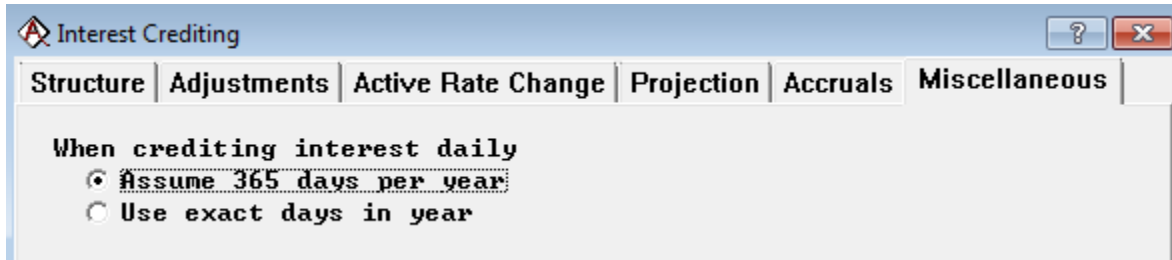 Interest Crediting
Structure Adjustments Active Rate Change Projection Accruals Miscellaneous
When crediting interest daily
Assume 365 days per year
Use exact days in year